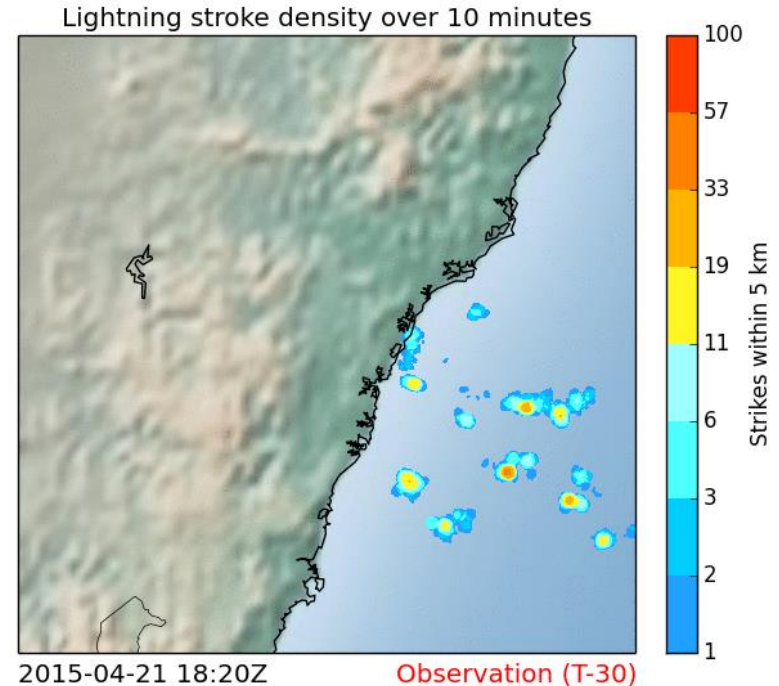 Lightning stroke density over 10 minutes
100
57
33
19
11
6
3
2
1
Strikes within 5 km
2015-04-21 18:20Z
Observation (T-30)